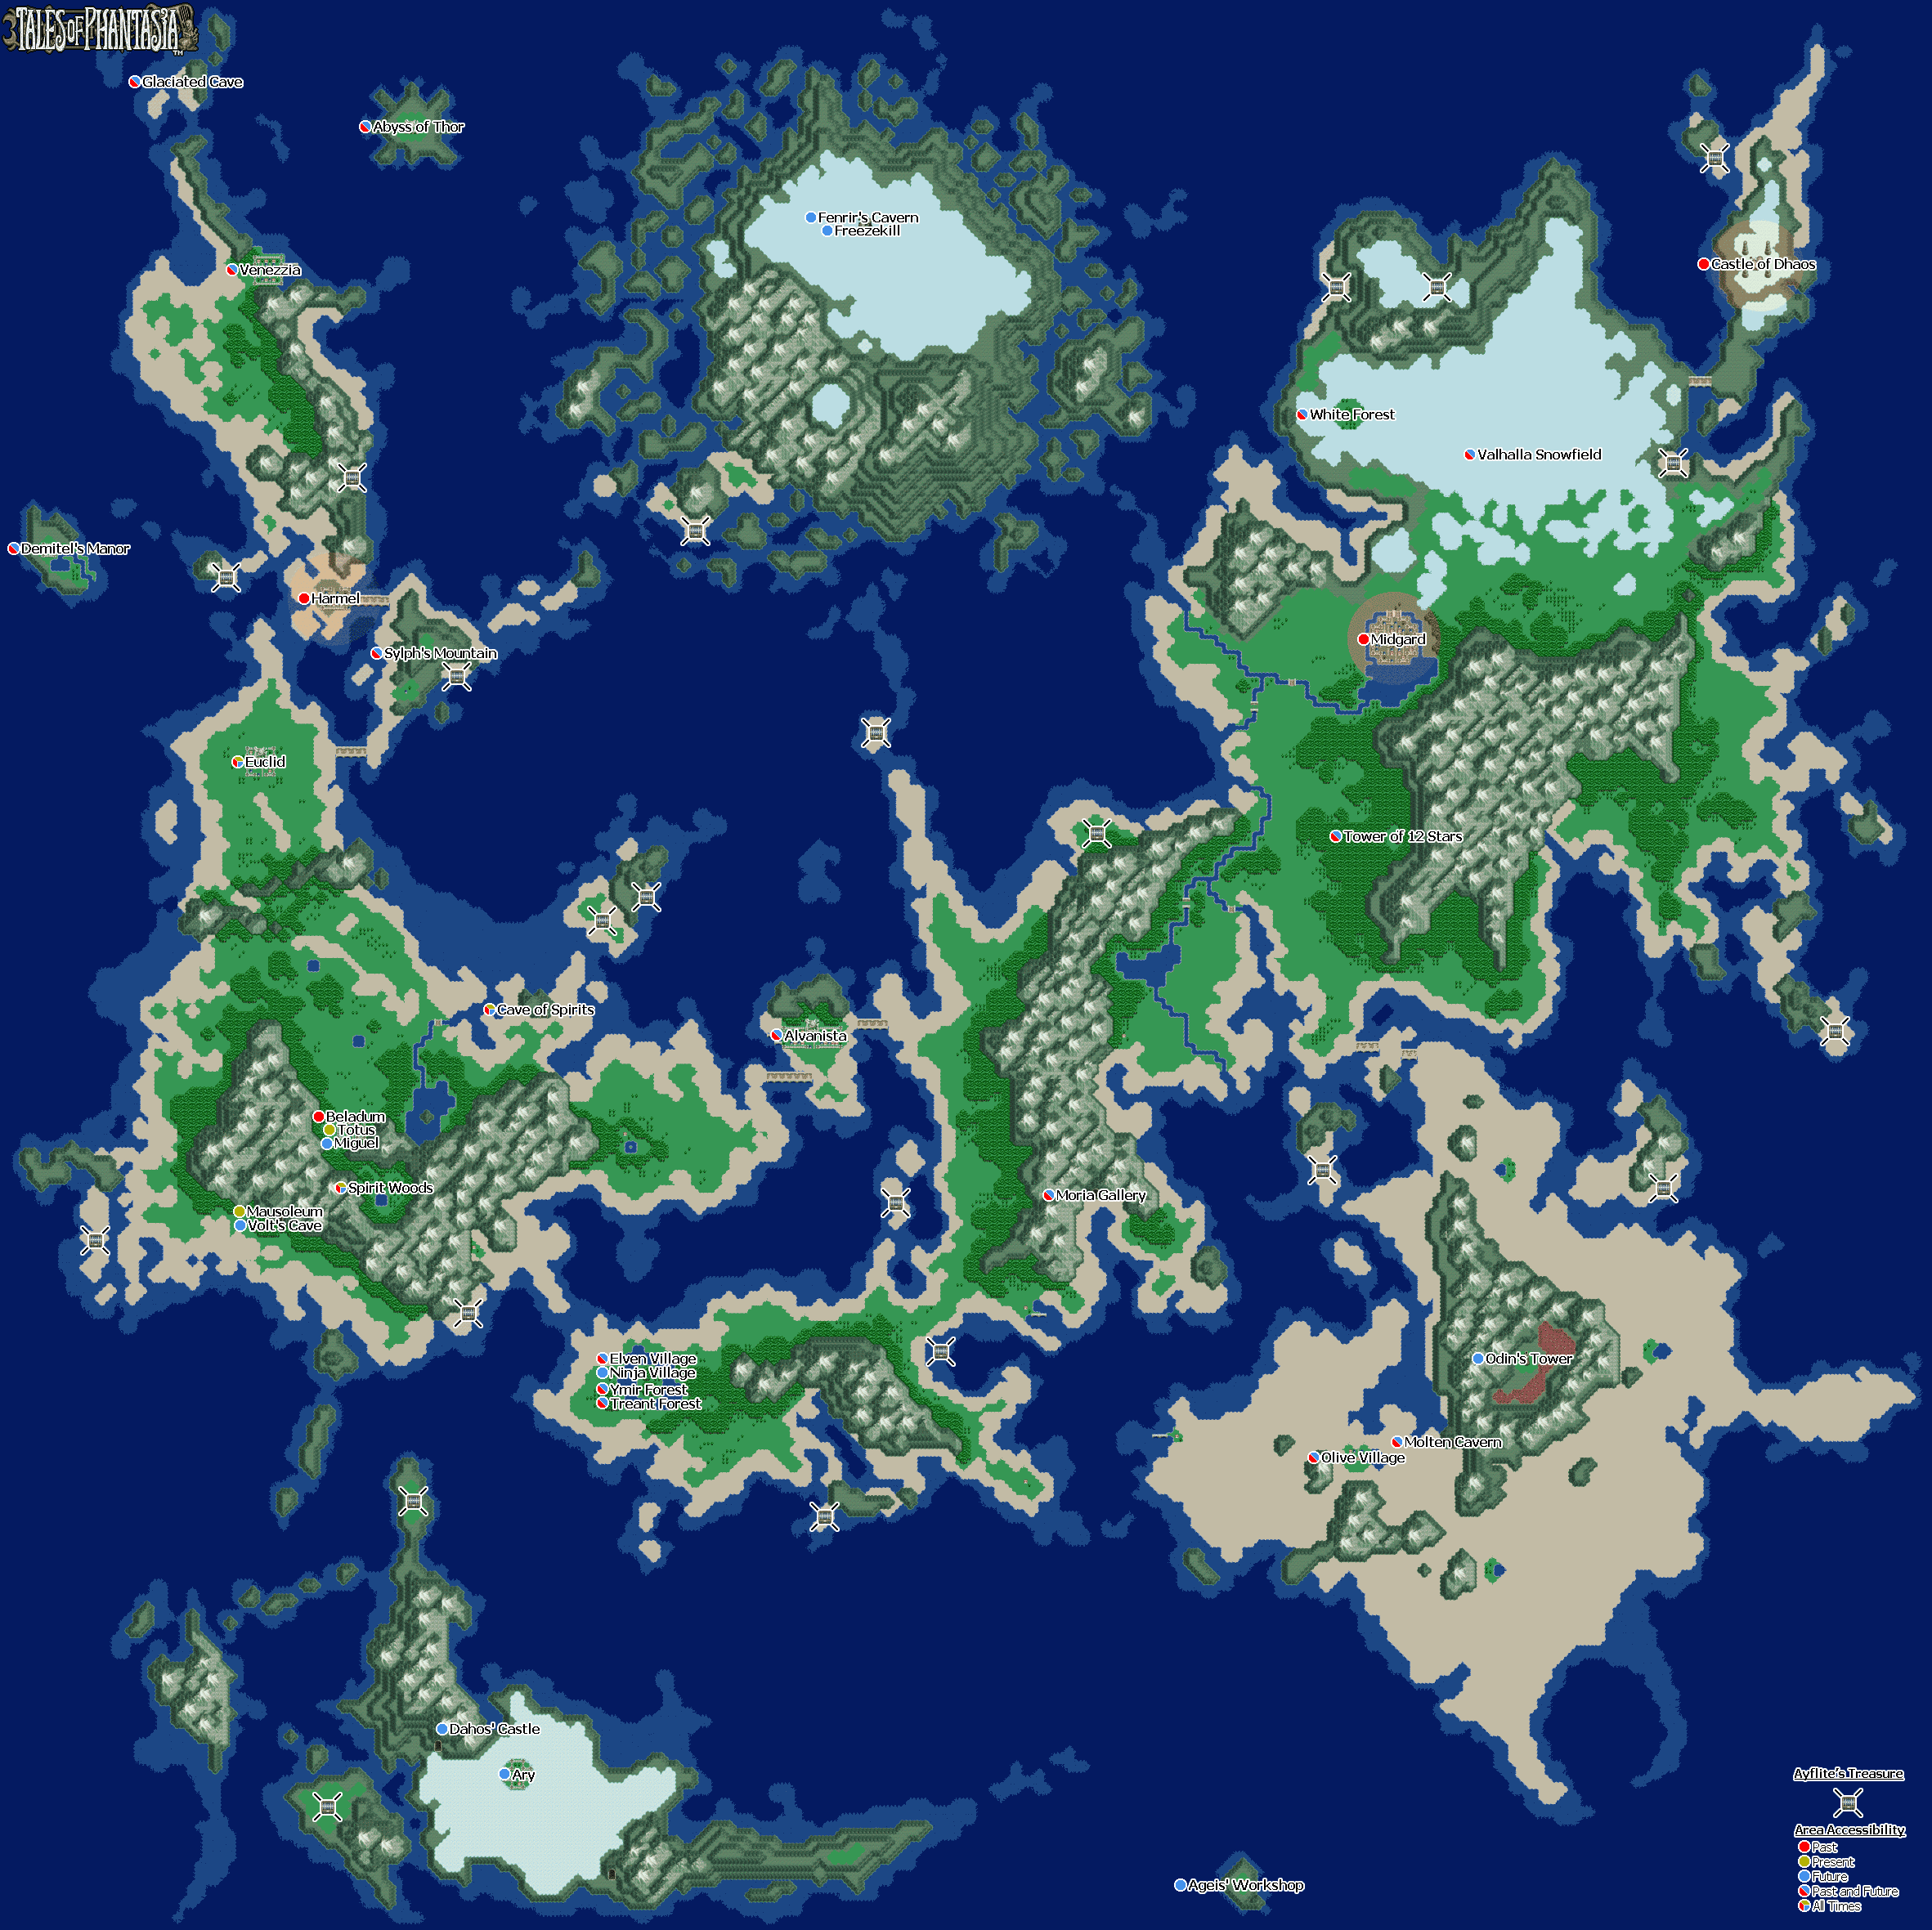 TALES OF PHANTASIA
TM
Glaciated Cave
Abyss of Thor
Fenrir's Cavern
Freezekill
Venezzia
Castle of Dhaos
White Forest
Valhalla Snowfield
Demitel's Manor
Harmel
Midgard
Sylph's Mountain
Euclid
Tower of 12 Stars
Cave of Spirits
Alvanista
Beladum
Totus
Miguel
Spirit Woods
Moria Gallery
Mausoleum
Volt's Cave
Elven Village
Ninja Village
Ymir Forest
Treant Forest
Odin's Tower
Molten Cavern
Olive Village
Dahos' Castle
Ary
Ageis' Workshop
Ayflite's Treasure
Area Accessibility
Past
Present
Future
Past and Future
All Times